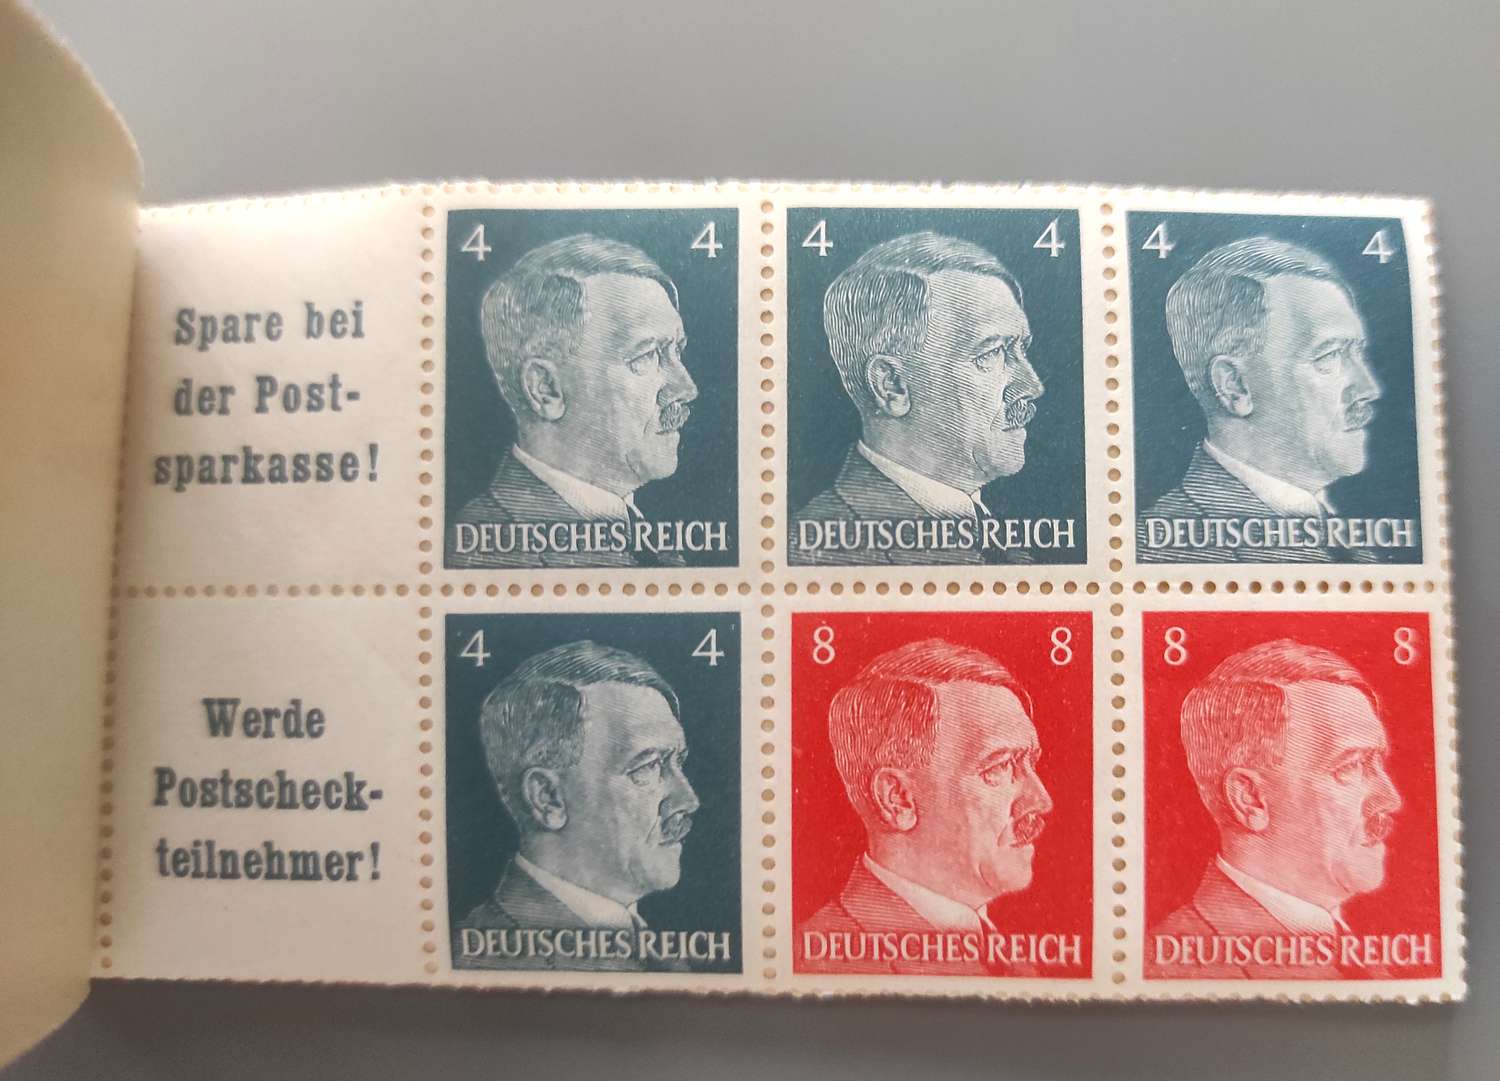 Spare bei
der Post-
sparkasse!
4 4
DEUTSCHES REICH
4 4
DEUTSCHES REICH
4 4
DEUTSCHES REICH
Werde
Postscheck-
teilnehmer!
4 4
DEUTSCHES REICH
8 8
DEUTSCHES REICH
8 8
DEUTSCHES REICH